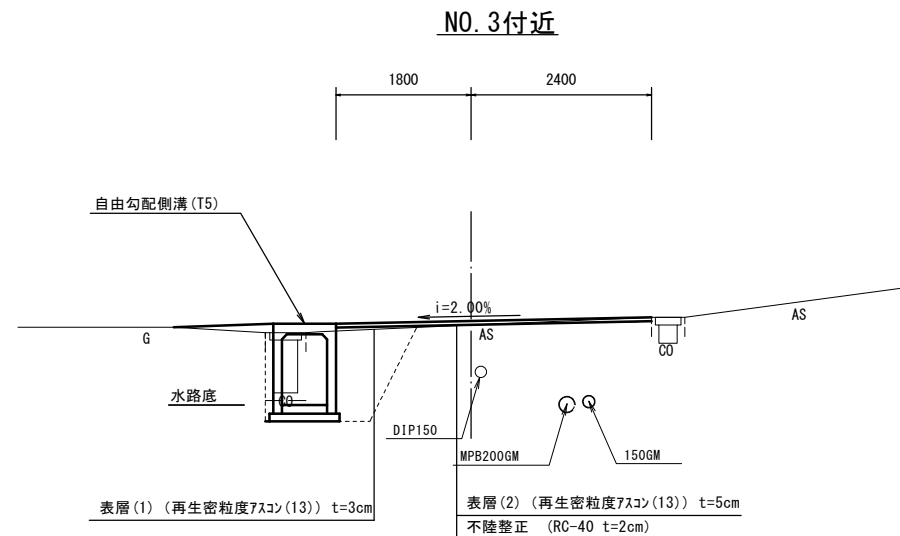 NO.3付近
1800
2400
自由勾配側溝(T5)
i=2.00%
AS
AS
G
CO
水路底
CO
DIP150
MPB200GM
150GM
表層(1) (再生密粒度ｱｽｺﾝ(13)) t=3cm
表層(2) (再生密粒度ｱｽｺﾝ(13)) t=5cm
不陸整正 (RC-40 t=2cm)